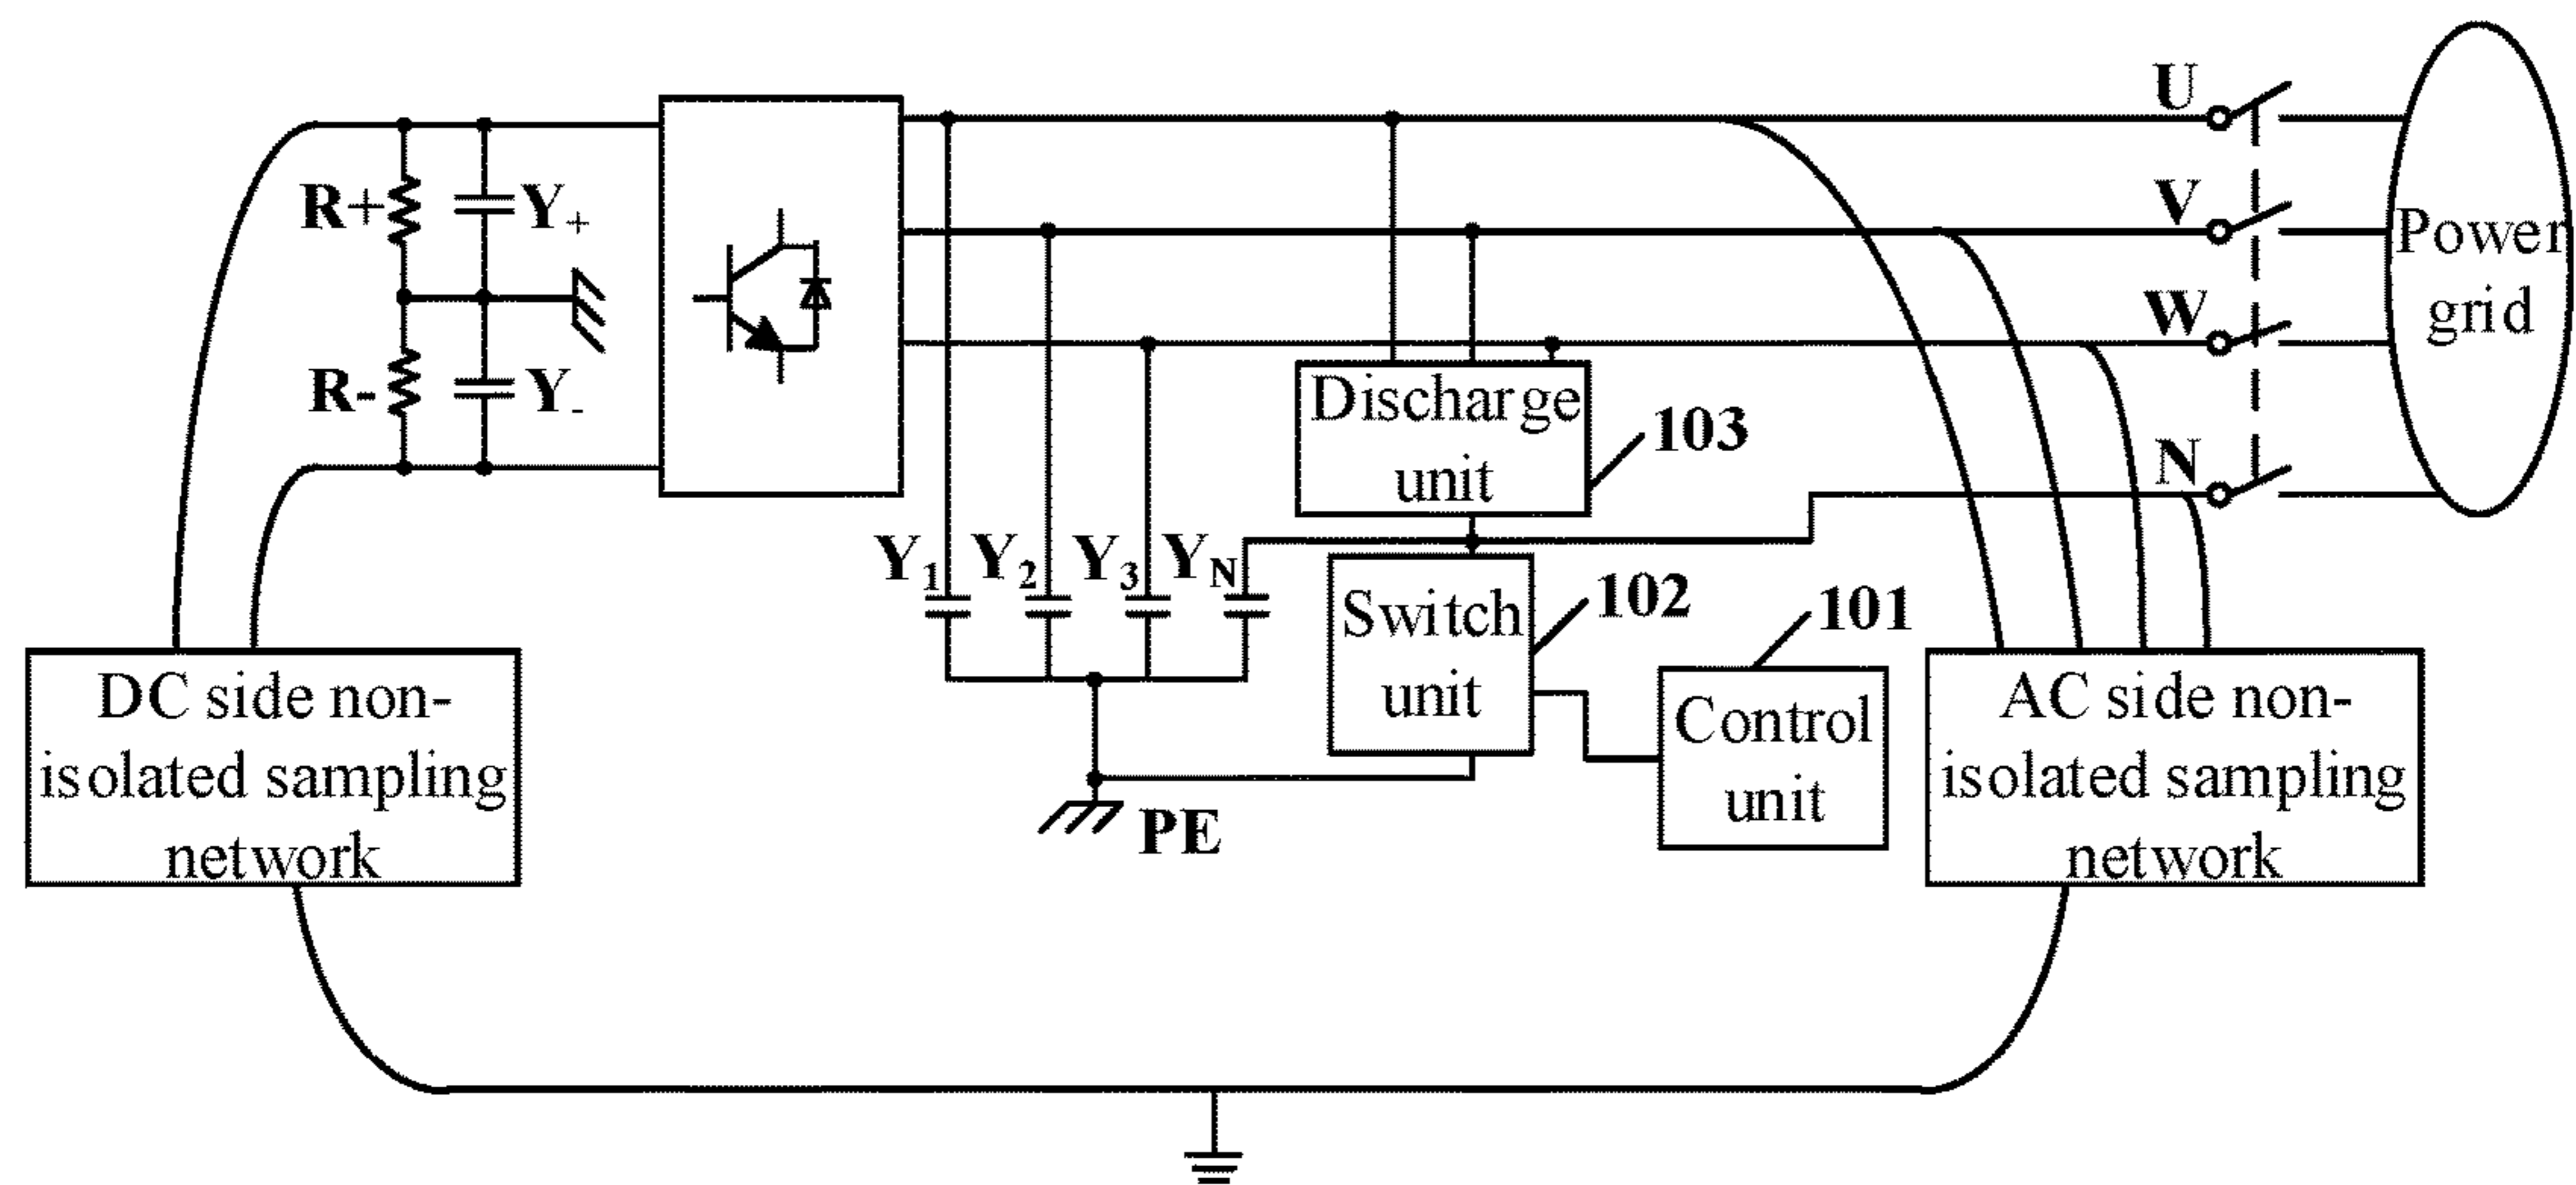 U
V
W
N
Power
grid
R+
Y+
R-
Y-
Discharge
unit
103
Y1
Y2
Y3
YN
Switch
unit
102
101
Control
unit
DC side non-
isolated sampling
network
AC side non-
isolated sampling
network
PE